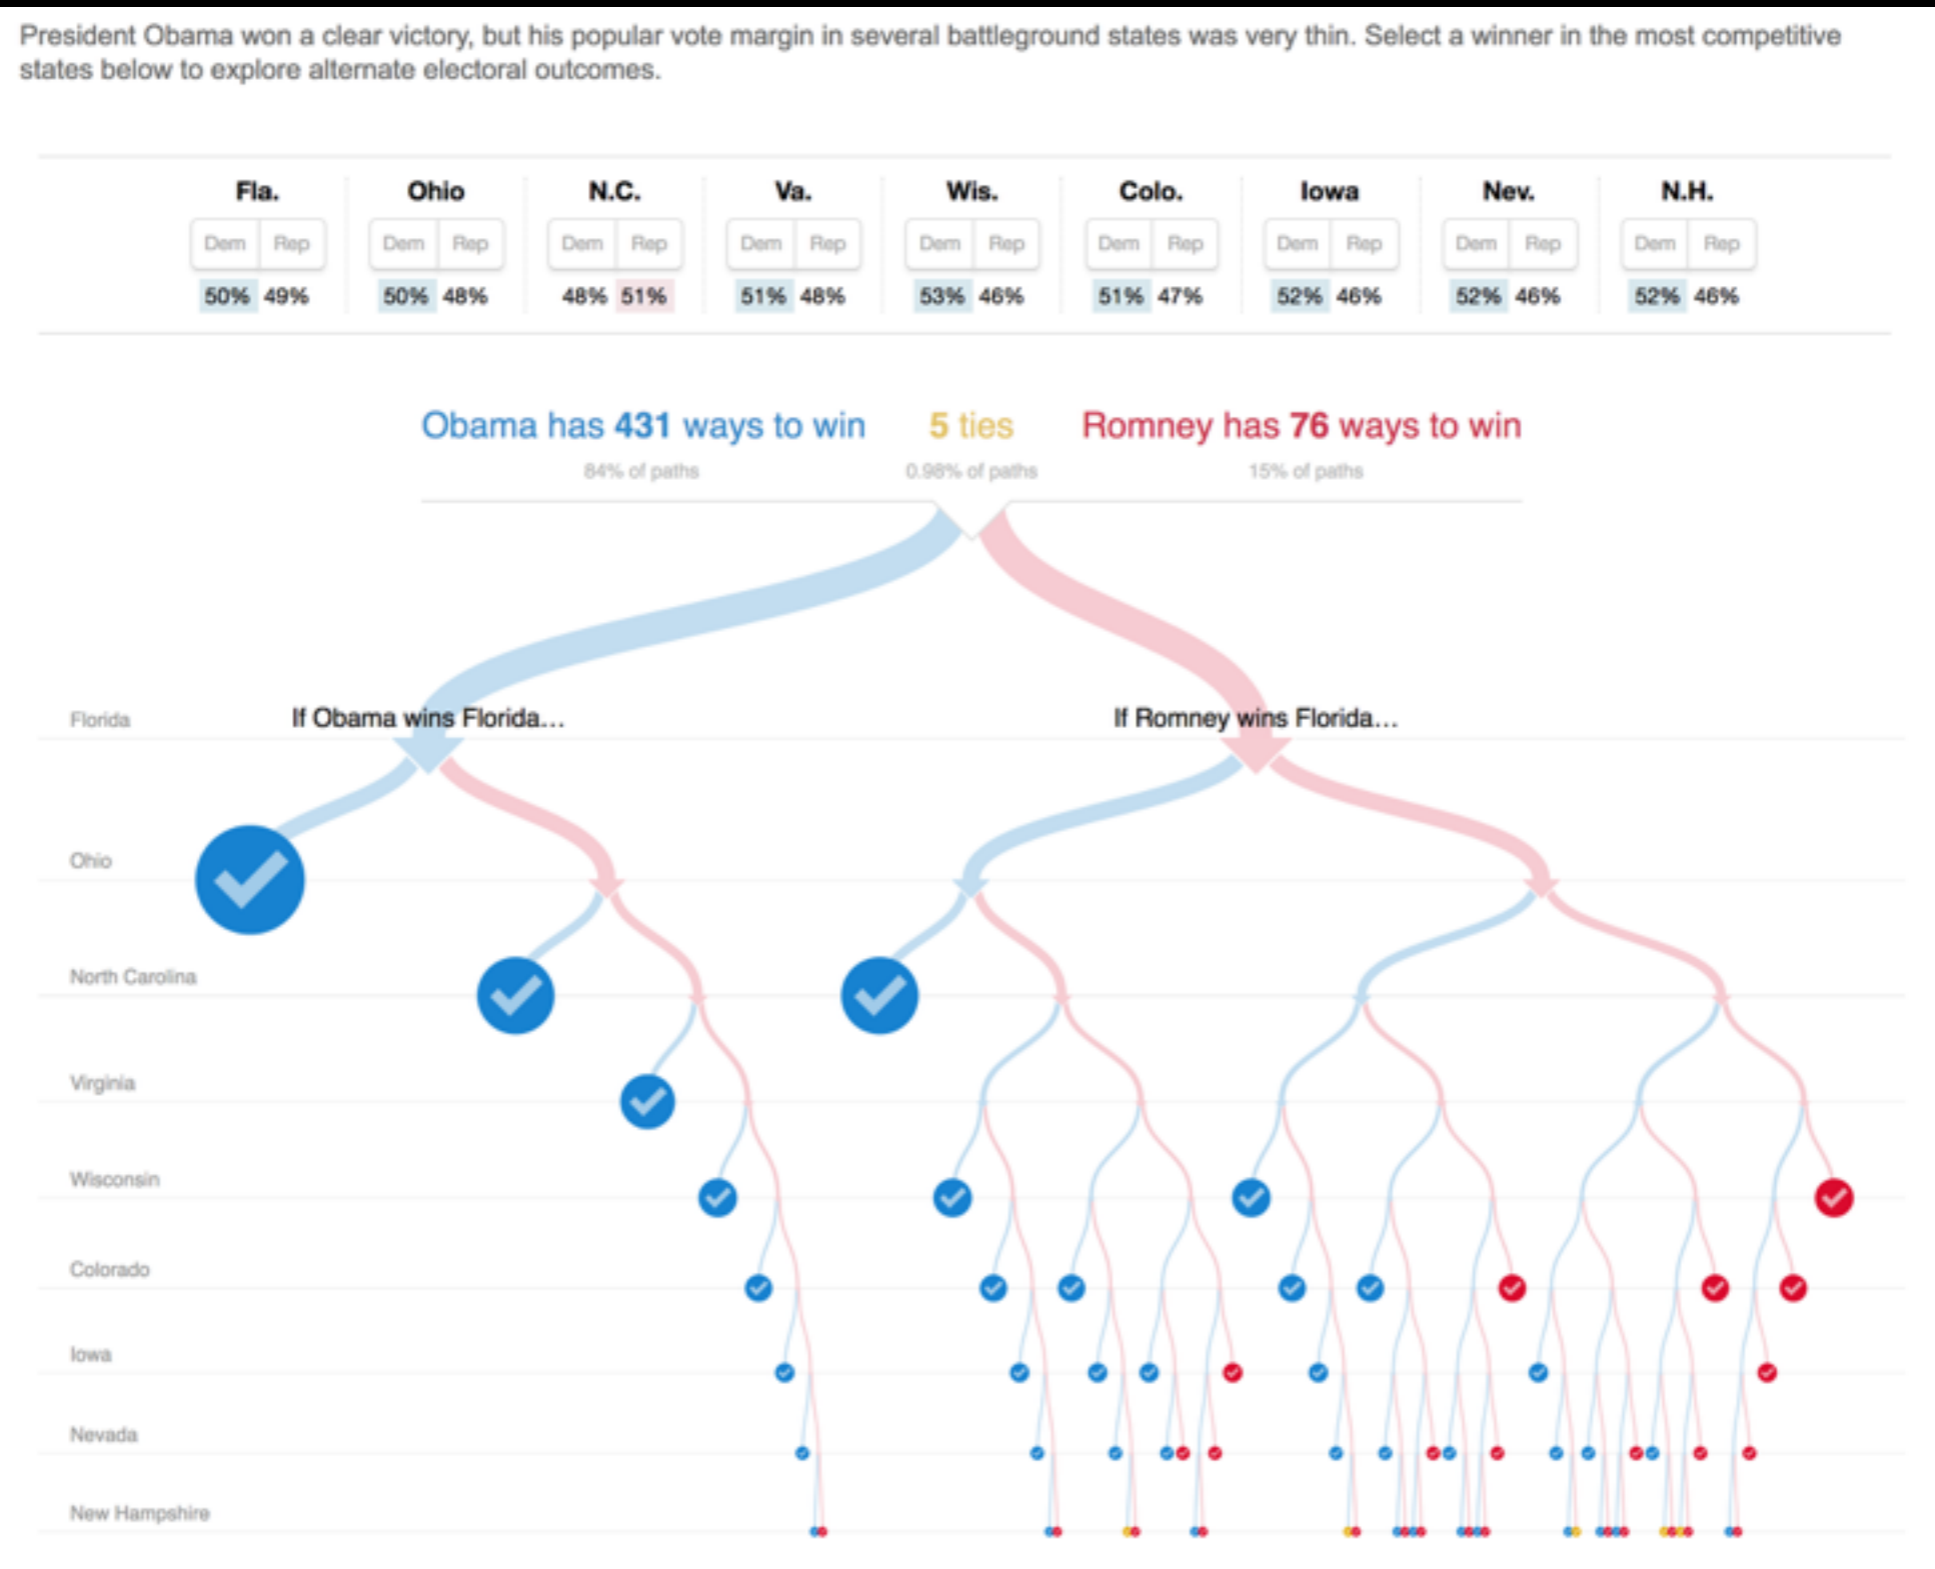 President Obama won a clear victory, but his popular vote margin in several battleground states was very thin. Select a winner in the most competitive
states below to explore alternate electoral outcomes.
Fla. Ohio N.C. Va. Wis. Colo. Iowa Nev. N.H.
Dem Rep Dem Rep Dem Rep Dem Rep Dem Rep Dem Rep Dem Rep Dem Rep Dem Rep
50% 49% 50% 48% 48% 51% 51% 48% 53% 46% 51% 47% 52% 46% 52% 46% 52% 46%
Obama has 431 ways to win 5 ties Romney has 76 ways to win
84% of paths 0.98% of paths 15% of paths
Florida If Obama wins Florida... If Romney wins Florida...
Ohio
North Carolina
Virginia
Wisconsin
Colorado
Iowa
Nevada
New Hampshire